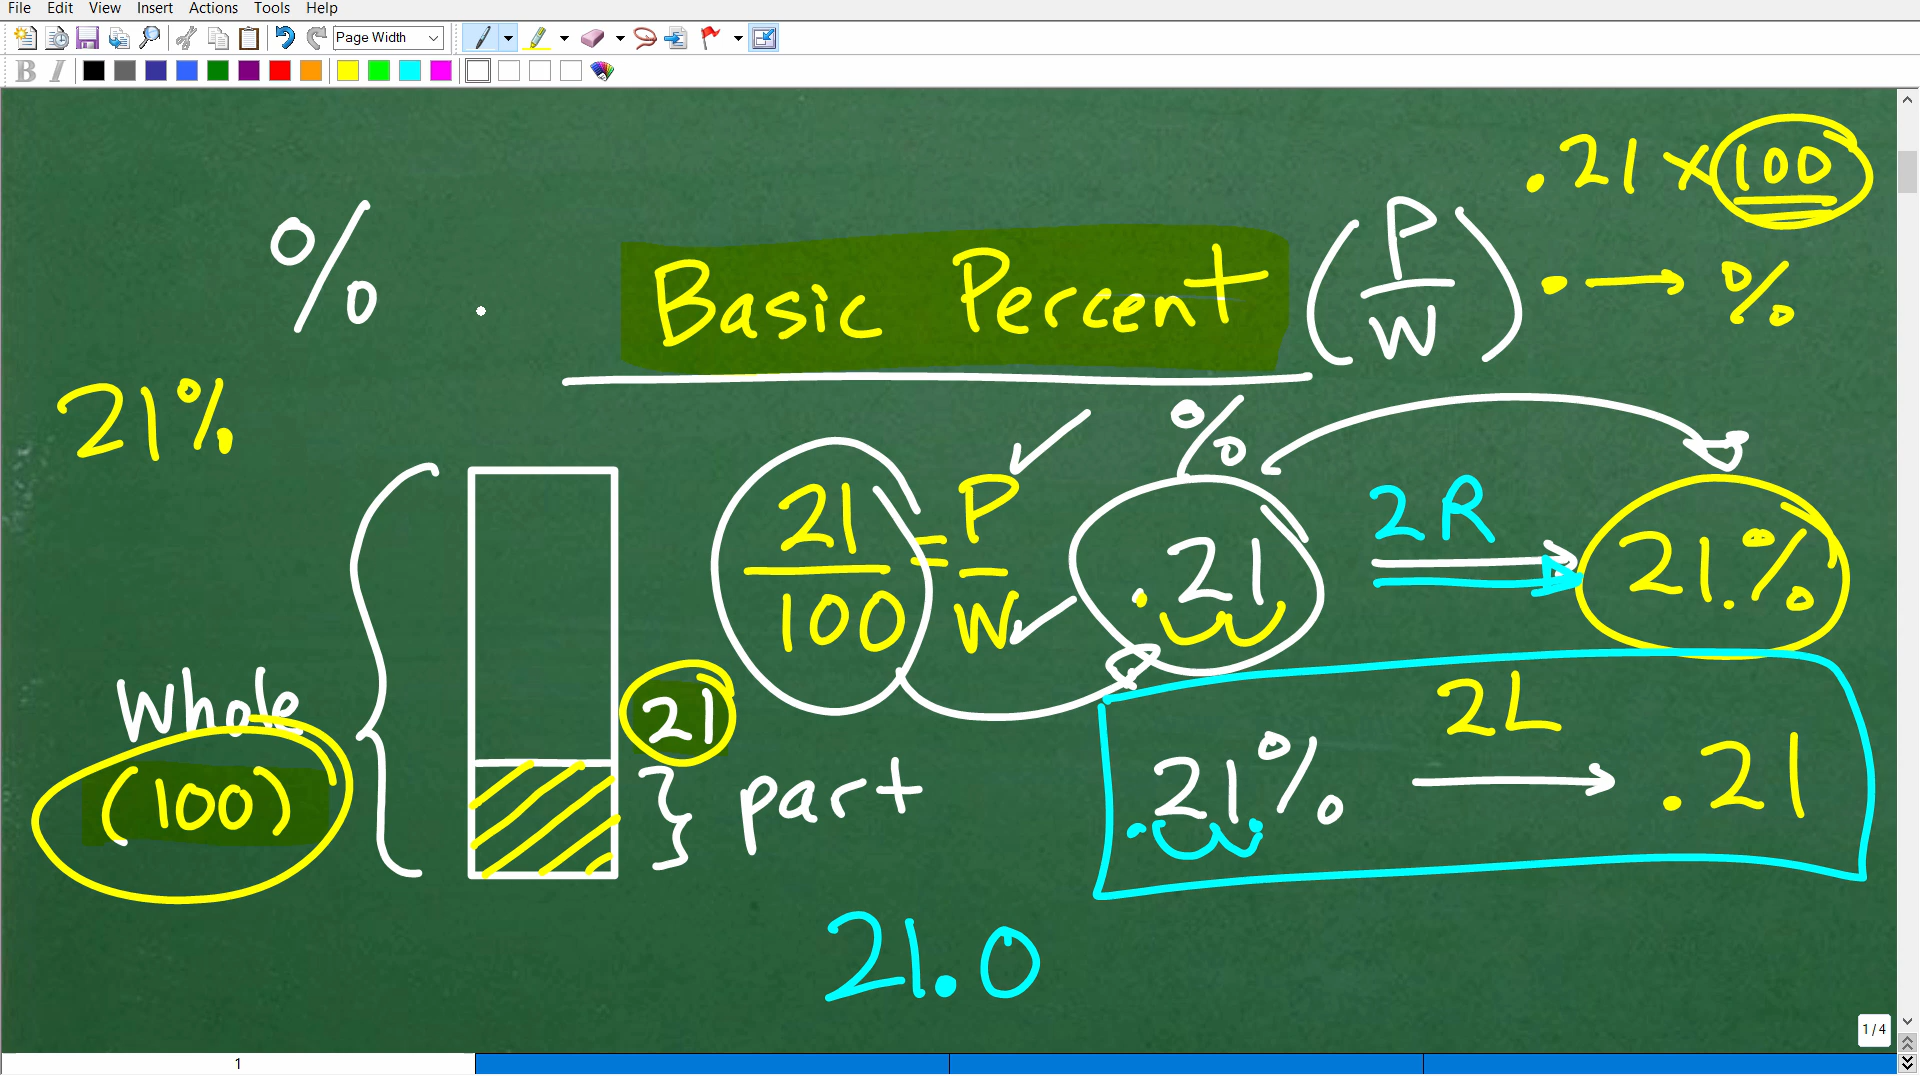 File Edit View Insert Actions Tools Help
Page Width
B I
.21 × 100
%
Basic Percent (P/W)
. → %
21%
%
21/100 = P/W
.21
2R
21.%
Whole
(100)
21
part
21% 2L → .21
21.0
1 / 4
1